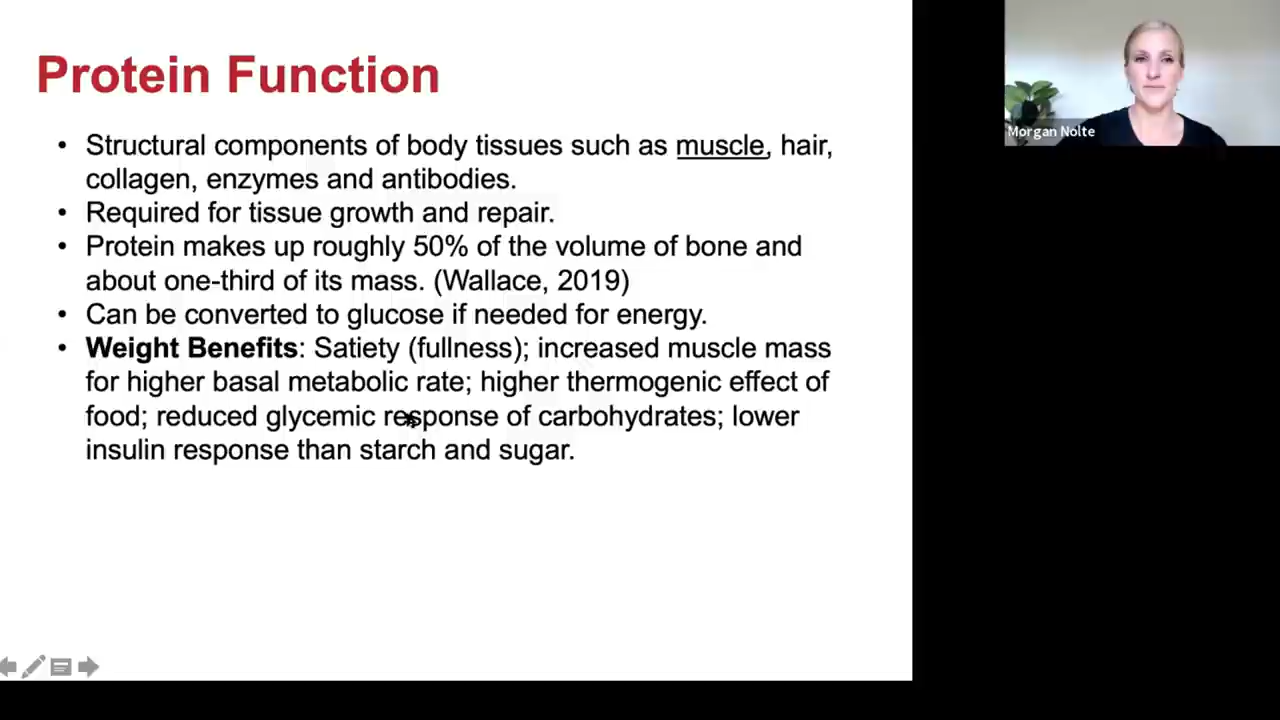 Protein Function
• Structural components of body tissues such as muscle, hair,
collagen, enzymes and antibodies.
• Required for tissue growth and repair.
• Protein makes up roughly 50% of the volume of bone and
about one-third of its mass. (Wallace, 2019)
• Can be converted to glucose if needed for energy.
• Weight Benefits: Satiety (fullness); increased muscle mass
for higher basal metabolic rate; higher thermogenic effect of
food; reduced glycemic response of carbohydrates; lower
insulin response than starch and sugar.
Morgan Nolte